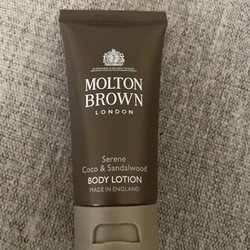 MOLTON
BROWN
LONDON
Serene
Coco & Sandalwood
BODY LOTION
MADE IN ENGLAND